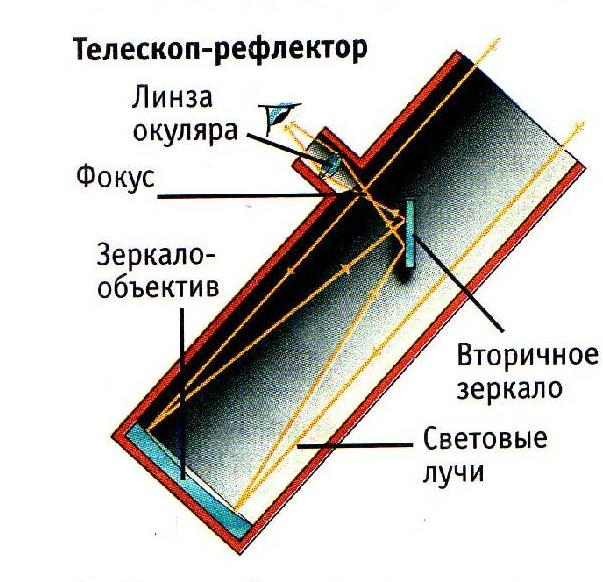 Телескоп-рефлектор
Линза
окуляра
Фокус
Зеркало-
объектив
Вторичное
зеркало
Световые
лучи